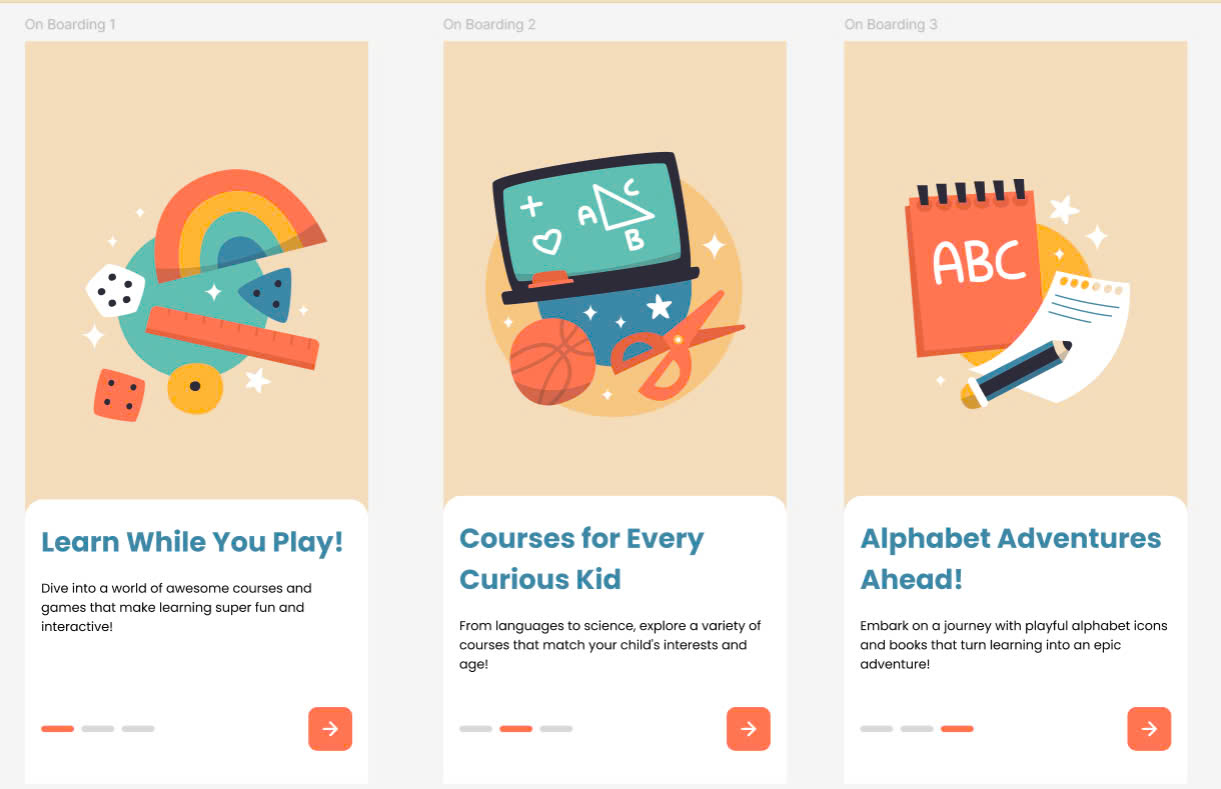 On Boarding 1
Learn While You Play!
Dive into a world of awesome courses and
games that make learning super fun and
interactive!
On Boarding 2
+
A
C
B
Courses for Every
Curious Kid
From languages to science, explore a variety of
courses that match your child's interests and
age!
On Boarding 3
ABC
Alphabet Adventures
Ahead!
Embark on a journey with playful alphabet icons
and books that turn learning into an epic
adventure!